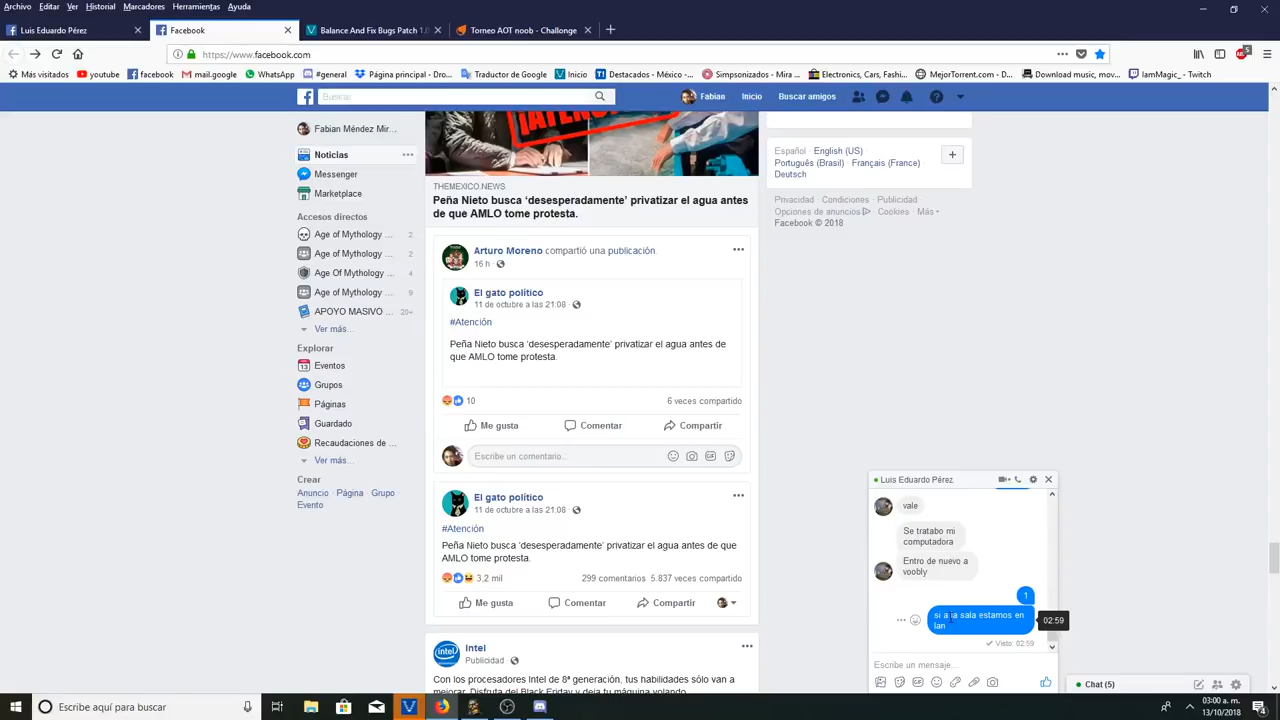 Archivo Editar Ver Historial Marcadores Herramientas Ayuda
Luis Eduardo Pérez
Facebook
Balance And Fix Bugs Patch 1.
Torneo AOT noob - Challonge
https://www.facebook.com
5
Más visitados youtube facebook mail.google WhatsApp #general Página principal - Dro... Traductor de Google Inicio Destacados - México -... Simpsonizados - Mira ... Electronics, Cars, Fashi... MejorTorrent.com - D... Download music, mov... IamMagic_ - Twitch
Buscar
Fabian Inicio Buscar amigos
Fabian Méndez Mir...
Noticias
Messenger
Marketplace
Accesos directos
Age of Mythology ... 2
Age of Mythology ... 2
Age Of Mythology ... 4
Age of Mythology ... 9
APOYO MASIVO ... 20+
Ver más...
Explorar
Eventos
Grupos
Páginas
Guardado
Recaudaciones de ...
Ver más...
Crear
Anuncio · Página · Grupo
Evento
THEMEXICO.NEWS
Peña Nieto busca ‘desesperadamente’ privatizar el agua antes
de que AMLO tome protesta.
Arturo Moreno compartió una publicación.
16 h ·
El gato político
11 de octubre a las 21:08 ·
#Atención
Peña Nieto busca ‘desesperadamente’ privatizar el agua antes de
que AMLO tome protesta.
10
6 veces compartido
Me gusta Comentar Compartir
Escribe un comentario...
El gato político
11 de octubre a las 21:08 ·
#Atención
Peña Nieto busca ‘desesperadamente’ privatizar el agua antes de que
AMLO tome protesta.
3,2 mil
299 comentarios 5.837 veces compartido
Me gusta Comentar Compartir
Intel
Publicidad ·
Con los procesadores Intel de 8ª generación, tus habilidades sólo van a
mejorar. Disfruta del Black Friday y deja tu máquina volando.
Español · English (US) ·
Português (Brasil) · Français (France) ·
Deutsch
Privacidad · Condiciones · Publicidad ·
Opciones de anuncios · Cookies · Más
Facebook © 2018
Luis Eduardo Pérez
vale
Se tratabo mi
computadora
Entro de nuevo a
voobly
1
si a la sala estamos en
lan
02:59
Visto: 02:59
Escribe un mensaje...
Chat (5)
Escribe aquí para buscar
03:00 a. m.
13/10/2018
4